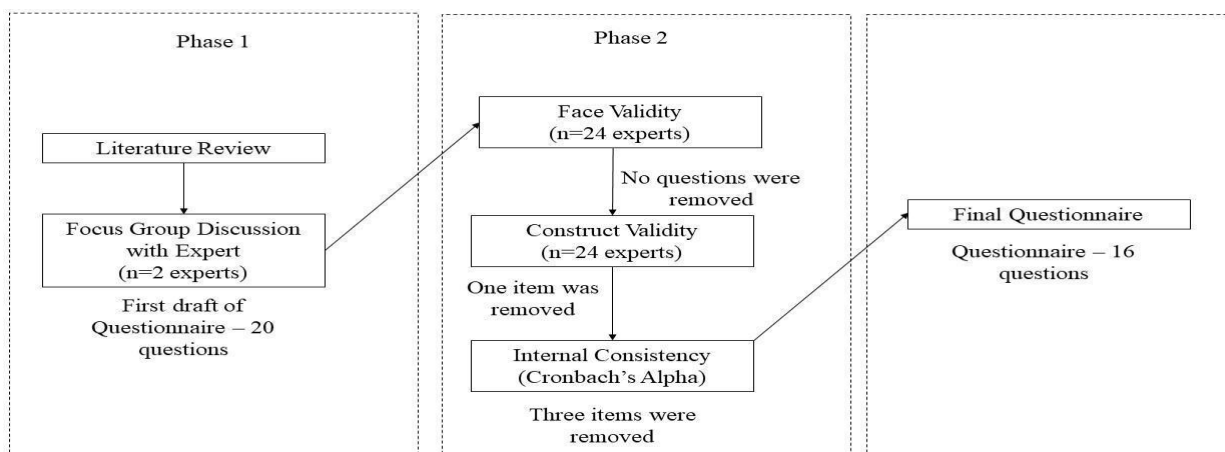 Phase 1
Literature Review
Focus Group Discussion
with Expert
(n=2 experts)
First draft of
Questionnaire – 20
questions
Phase 2
Face Validity
(n=24 experts)
No questions were
removed
Construct Validity
(n=24 experts)
One item was
removed
Internal Consistency
(Cronbach's Alpha)
Three items were
removed
Final Questionnaire
Questionnaire – 16
questions